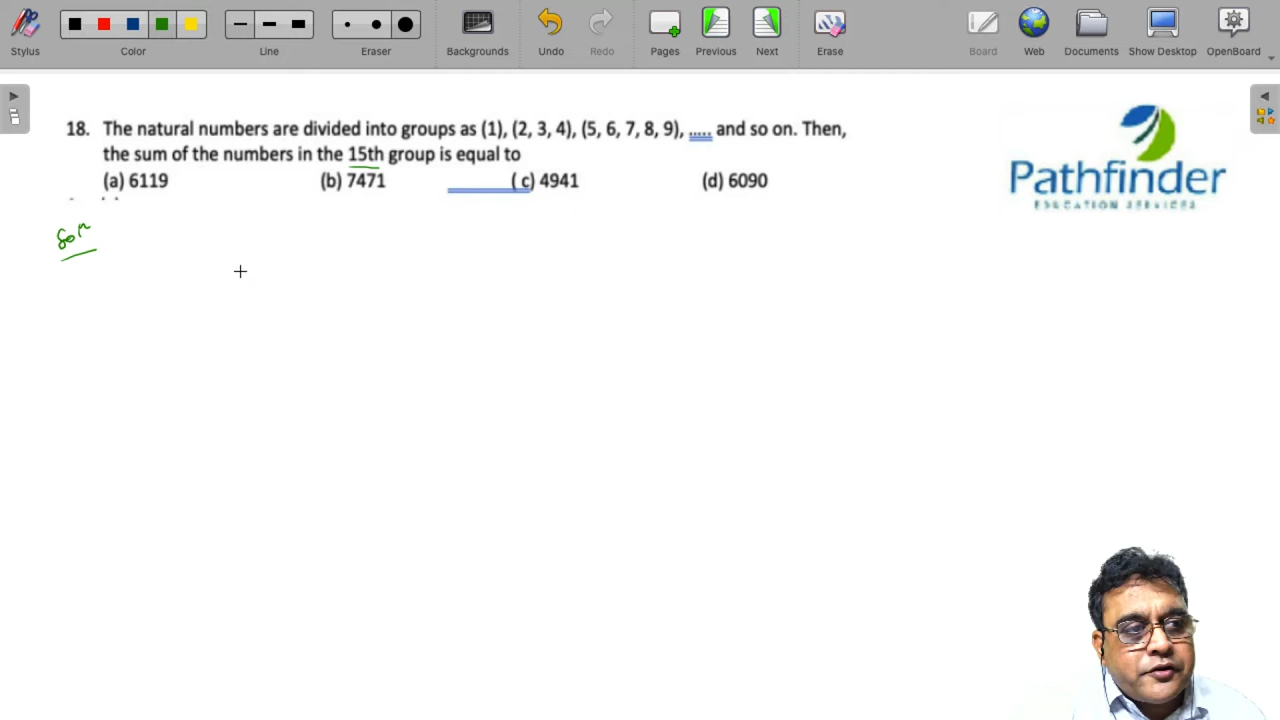 Stylus Color Line Eraser Backgrounds Undo Redo Pages Previous Next Erase Board Web Documents Show Desktop OpenBoard
18. The natural numbers are divided into groups as (1), (2, 3, 4), (5, 6, 7, 8, 9), ..... and so on. Then,
the sum of the numbers in the 15th group is equal to
(a) 6119 (b) 7471 ( c) 4941 (d) 6090
Pathfinder
EDUCATION SERVICES
Soln